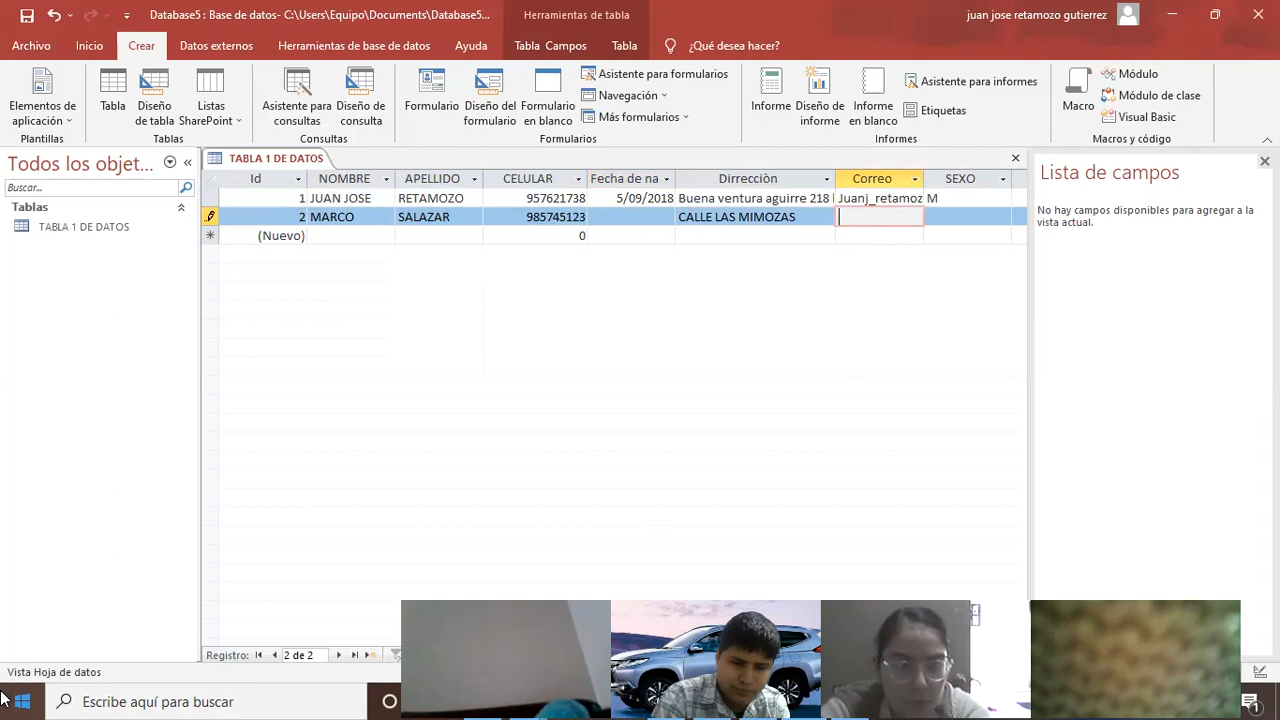 Database5 : Base de datos- C:\Users\Equipo\Documents\Database5...
Herramientas de tabla
juan jose retamozo gutierrez
Archivo Inicio Crear Datos externos Herramientas de base de datos Ayuda Tabla Campos Tabla ¿Qué desea hacer?
Elementos de aplicación
Tabla
Diseño de tabla
Listas SharePoint
Asistente para consultas
Diseño de consulta
Formulario
Diseño del formulario
Formulario en blanco
Asistente para formularios
Navegación
Más formularios
Informe
Diseño de informe
Informe en blanco
Asistente para informes
Etiquetas
Macro
Módulo
Módulo de clase
Visual Basic
Plantillas Tablas Consultas Formularios Informes Macros y código
Todos los objet...
Buscar...
Tablas
TABLA 1 DE DATOS
TABLA 1 DE DATOS
Id NOMBRE APELLIDO CELULAR Fecha de na Dirrecciòn Correo SEXO
1 JUAN JOSE RETAMOZO 957621738 5/09/2018 Buena ventura aguirre 218 Juanj_retamoz M
2 MARCO SALAZAR 985745123 CALLE LAS MIMOZAS
(Nuevo) 0
Lista de campos
No hay campos disponibles para agregar a la
vista actual.
Registro: 2 de 2
Vista Hoja de datos
Escribe aquí para buscar
1